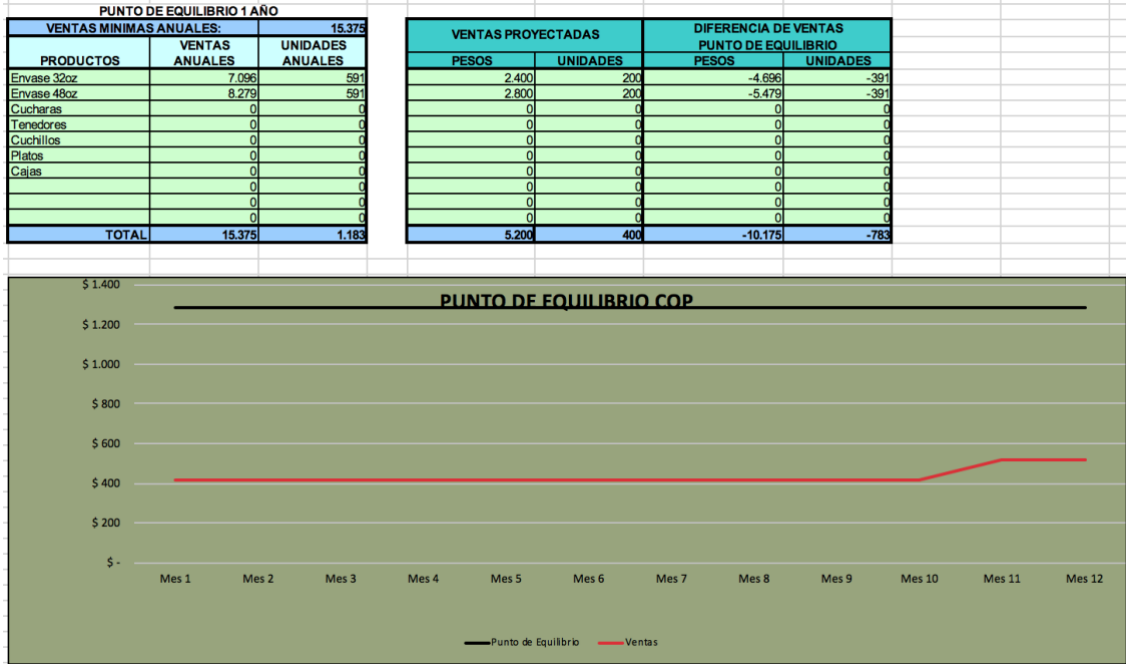 PUNTO DE EQUILIBRIO 1 AÑO
VENTAS MINIMAS ANUALES: 15.375
PRODUCTOS VENTAS ANUALES UNIDADES ANUALES
Envase 32oz 7.096 591
Envase 48oz 8.279 591
Cucharas 0 0
Tenedores 0 0
Cuchillos 0 0
Platos 0 0
Cajas 0 0
0 0
0 0
0 0
TOTAL 15.375 1.183
VENTAS PROYECTADAS DIFERENCIA DE VENTAS PUNTO DE EQUILIBRIO
PESOS UNIDADES PESOS UNIDADES
2.400 200 -4.696 -391
2.800 200 -5.479 -391
0 0 0 0
0 0 0 0
0 0 0 0
0 0 0 0
0 0 0 0
0 0 0 0
0 0 0 0
0 0 0 0
5.200 400 -10.175 -783
PUNTO DE EQUILIBRIO COP
$ 1.400
$ 1.200
$ 1.000
$ 800
$ 600
$ 400
$ 200
$ -
Mes 1 Mes 2 Mes 3 Mes 4 Mes 5 Mes 6 Mes 7 Mes 8 Mes 9 Mes 10 Mes 11 Mes 12
Punto de Equilibrio Ventas